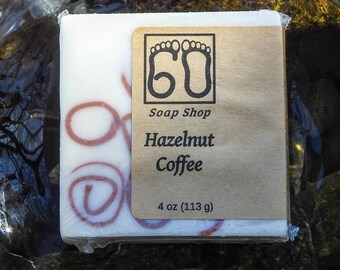 60
Soap Shop
Hazelnut
Coffee
4 oz (113 g)